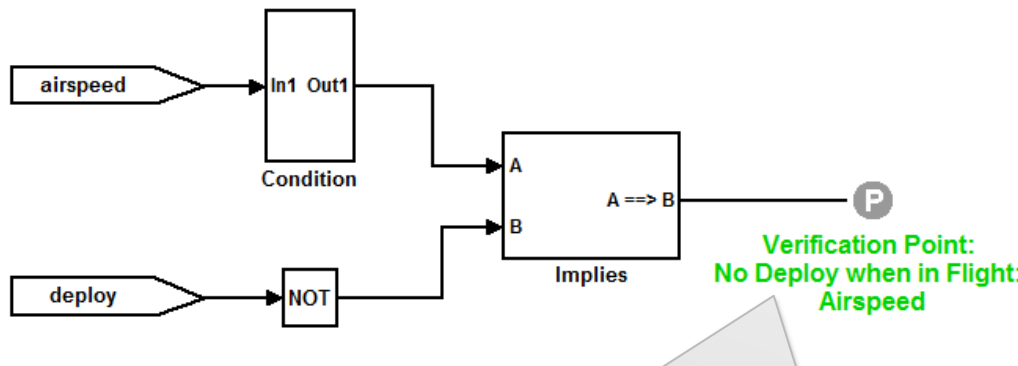 airspeed
In1 Out1
Condition
A
A ==> B
B
Implies
P
deploy
NOT
Verification Point:
No Deploy when in Flight:
Airspeed